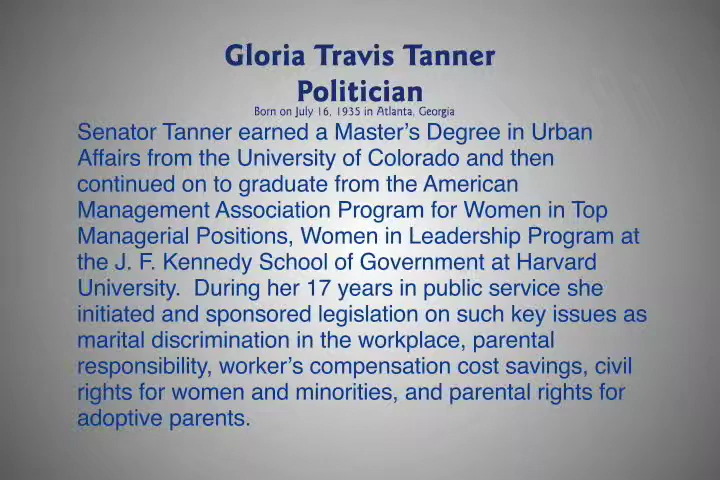 Gloria Travis Tanner
Politician
Born on July 16, 1935 in Atlanta, Georgia
Senator Tanner earned a Master’s Degree in Urban
Affairs from the University of Colorado and then
continued on to graduate from the American
Management Association Program for Women in Top
Managerial Positions, Women in Leadership Program at
the J. F. Kennedy School of Government at Harvard
University.  During her 17 years in public service she
initiated and sponsored legislation on such key issues as
marital discrimination in the workplace, parental
responsibility, worker’s compensation cost savings, civil
rights for women and minorities, and parental rights for
adoptive parents.